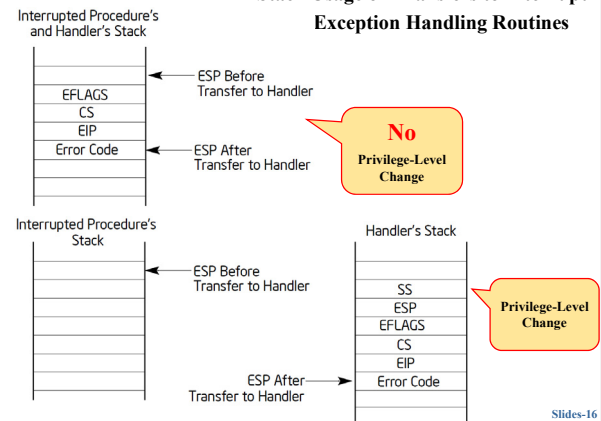 Exception Handling Routines
Interrupted Procedure's
and Handler's Stack
ESP Before
Transfer to Handler
EFLAGS
CS
EIP
Error Code
ESP After
Transfer to Handler
No
Privilege-Level
Change
Interrupted Procedure's
Stack
ESP Before
Transfer to Handler
Handler's Stack
SS
ESP
EFLAGS
CS
EIP
Error Code
ESP After
Transfer to Handler
Privilege-Level
Change
Slides-16